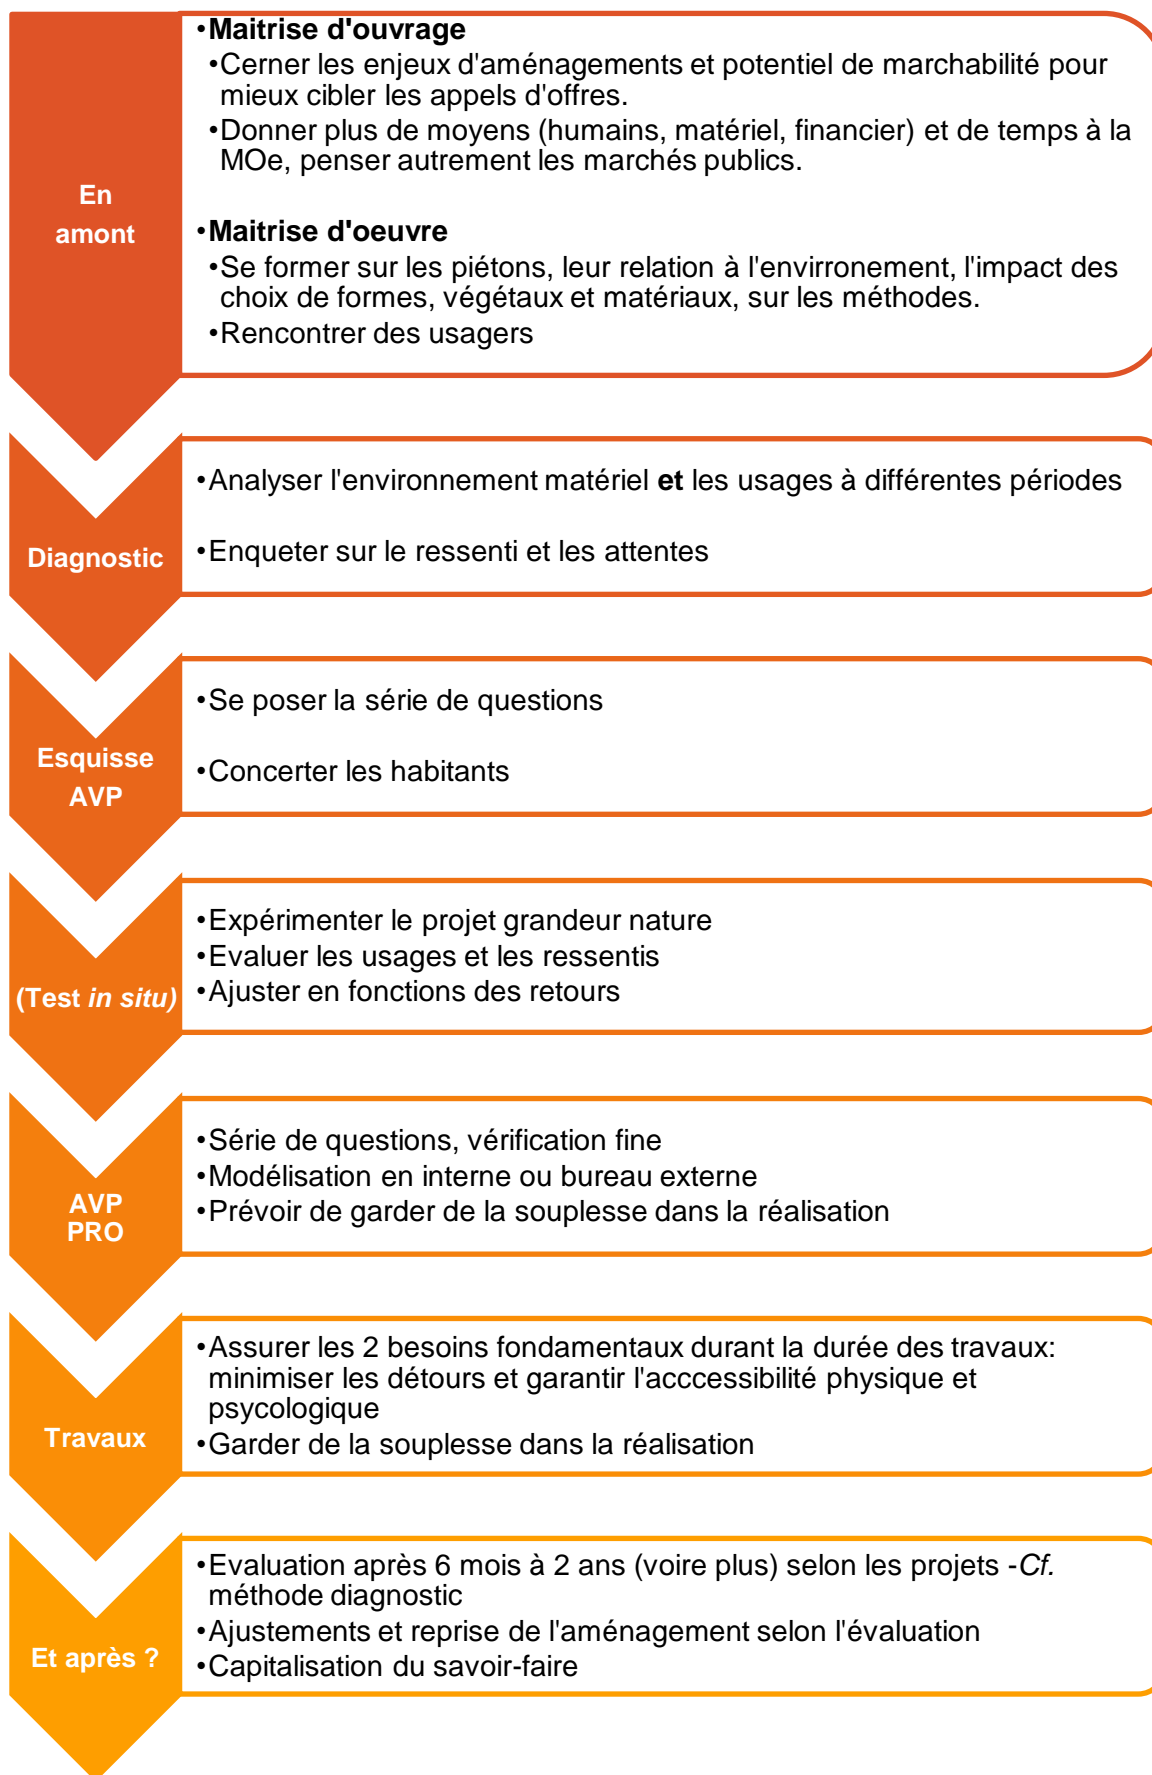 En
amont
•Maitrise d'ouvrage
•Cerner les enjeux d'aménagements et potentiel de marchabilité pour
mieux cibler les appels d'offres.
•Donner plus de moyens (humains, matériel, financier) et de temps à la
MOe, penser autrement les marchés publics.
•Maitrise d'oeuvre
•Se former sur les piétons, leur relation à l'envirronement, l'impact des
choix de formes, végétaux et matériaux, sur les méthodes.
•Rencontrer des usagers
Diagnostic
•Analyser l'environnement matériel et les usages à différentes périodes
•Enqueter sur le ressenti et les attentes
Esquisse
AVP
•Se poser la série de questions
•Concerter les habitants
(Test in situ)
•Expérimenter le projet grandeur nature
•Evaluer les usages et les ressentis
•Ajuster en fonctions des retours
AVP
PRO
•Série de questions, vérification fine
•Modélisation en interne ou bureau externe
•Prévoir de garder de la souplesse dans la réalisation
Travaux
•Assurer les 2 besoins fondamentaux durant la durée des travaux:
minimiser les détours et garantir l'acccessibilité physique et
psycologique
•Garder de la souplesse dans la réalisation
Et après ?
•Evaluation après 6 mois à 2 ans (voire plus) selon les projets -Cf.
méthode diagnostic
•Ajustements et reprise de l'aménagement selon l'évaluation
•Capitalisation du savoir-faire